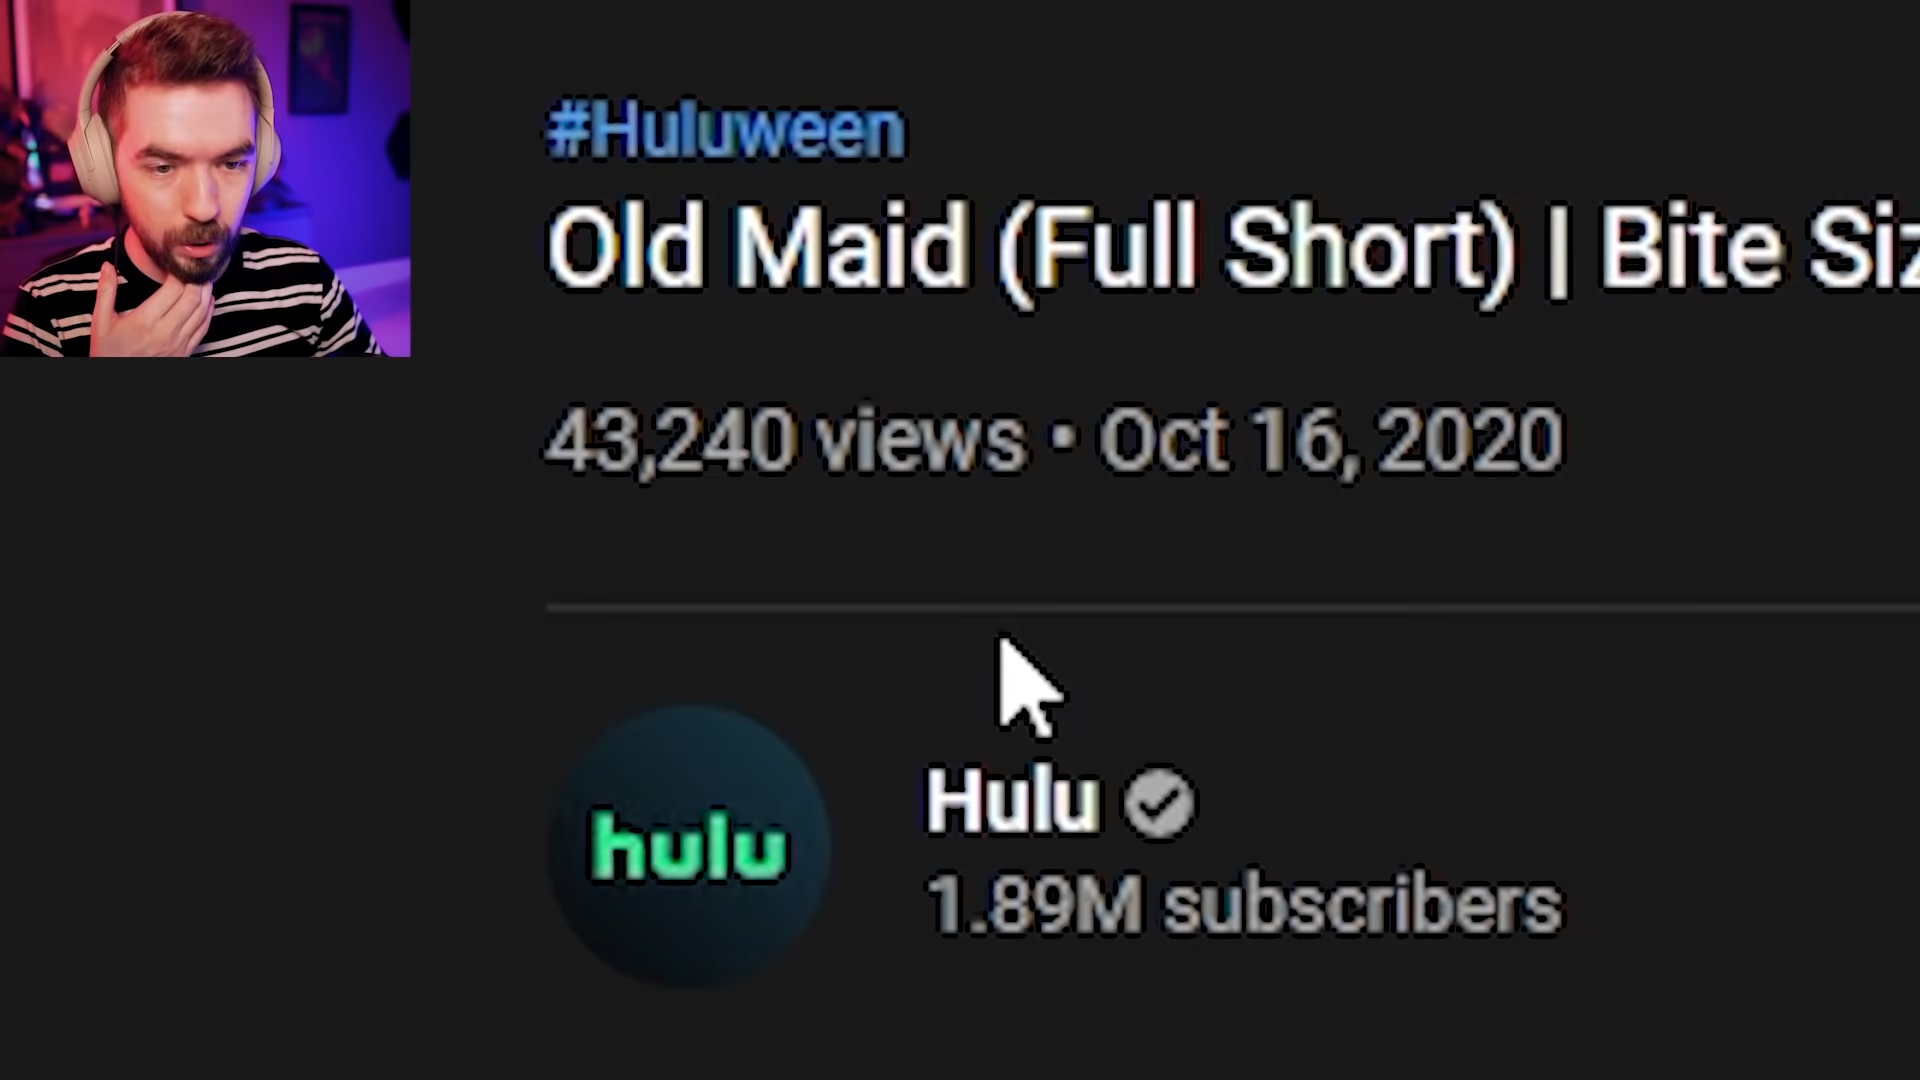 #Huluween
Old Maid (Full Short) | Bite Siz
43,240 views • Oct 16, 2020
hulu
Hulu
1.89M subscribers